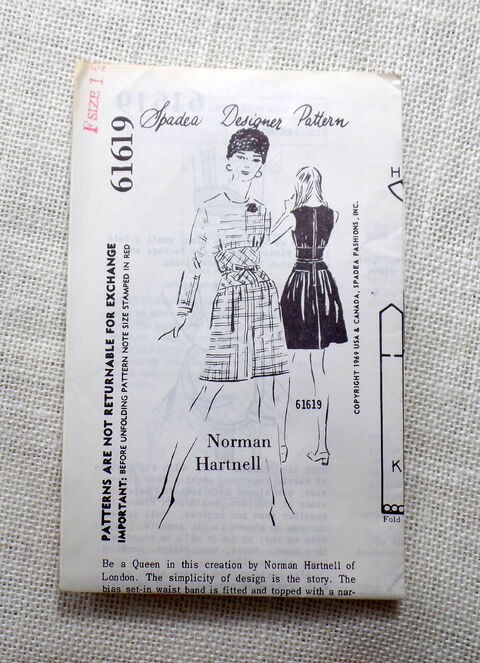 F SIZE 12
61619
Spadea Designer Pattern
PATTERNS ARE NOT RETURNABLE FOR EXCHANGE
IMPORTANT: BEFORE UNFOLDING PATTERN NOTE SIZE STAMPED IN RED
COPYRIGHT 1969 USA & CANADA, SPADEA FASHIONS, INC.
61619
Norman
Hartnell
H
K
Fold
Be a Queen in this creation by Norman Hartnell of
London. The simplicity of design is the story. The
bias set-in waist band is fitted and topped with a nar-